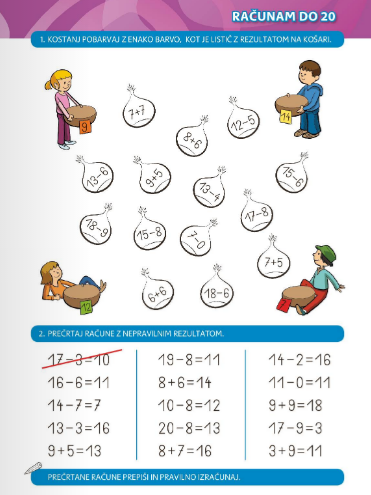 RAČUNAM DO 20
1. KOSTANJ POBARVAJ Z ENAKO BARVO, KOT JE LISTIČ Z REZULTATOM NA KOŠARI.
9
7+7
8+6
12-5
14
13-6
9+5
13-4
15-6
18-9
15-8
7-0
17-8
7+5
12
6+6
18-6
7
2. PREČRTAJ RAČUNE Z NEPRAVILNIM REZULTATOM.
17-3=10 19-8=11 14-2=16
16-6=11 8+6=14 11-0=11
14-7=7 10-8=12 9+9=18
13-3=16 20-8=13 17-9=3
9+5=13 8+7=16 3+9=11
PREČRTANE RAČUNE PREPIŠI IN PRAVILNO IZRAČUNAJ.